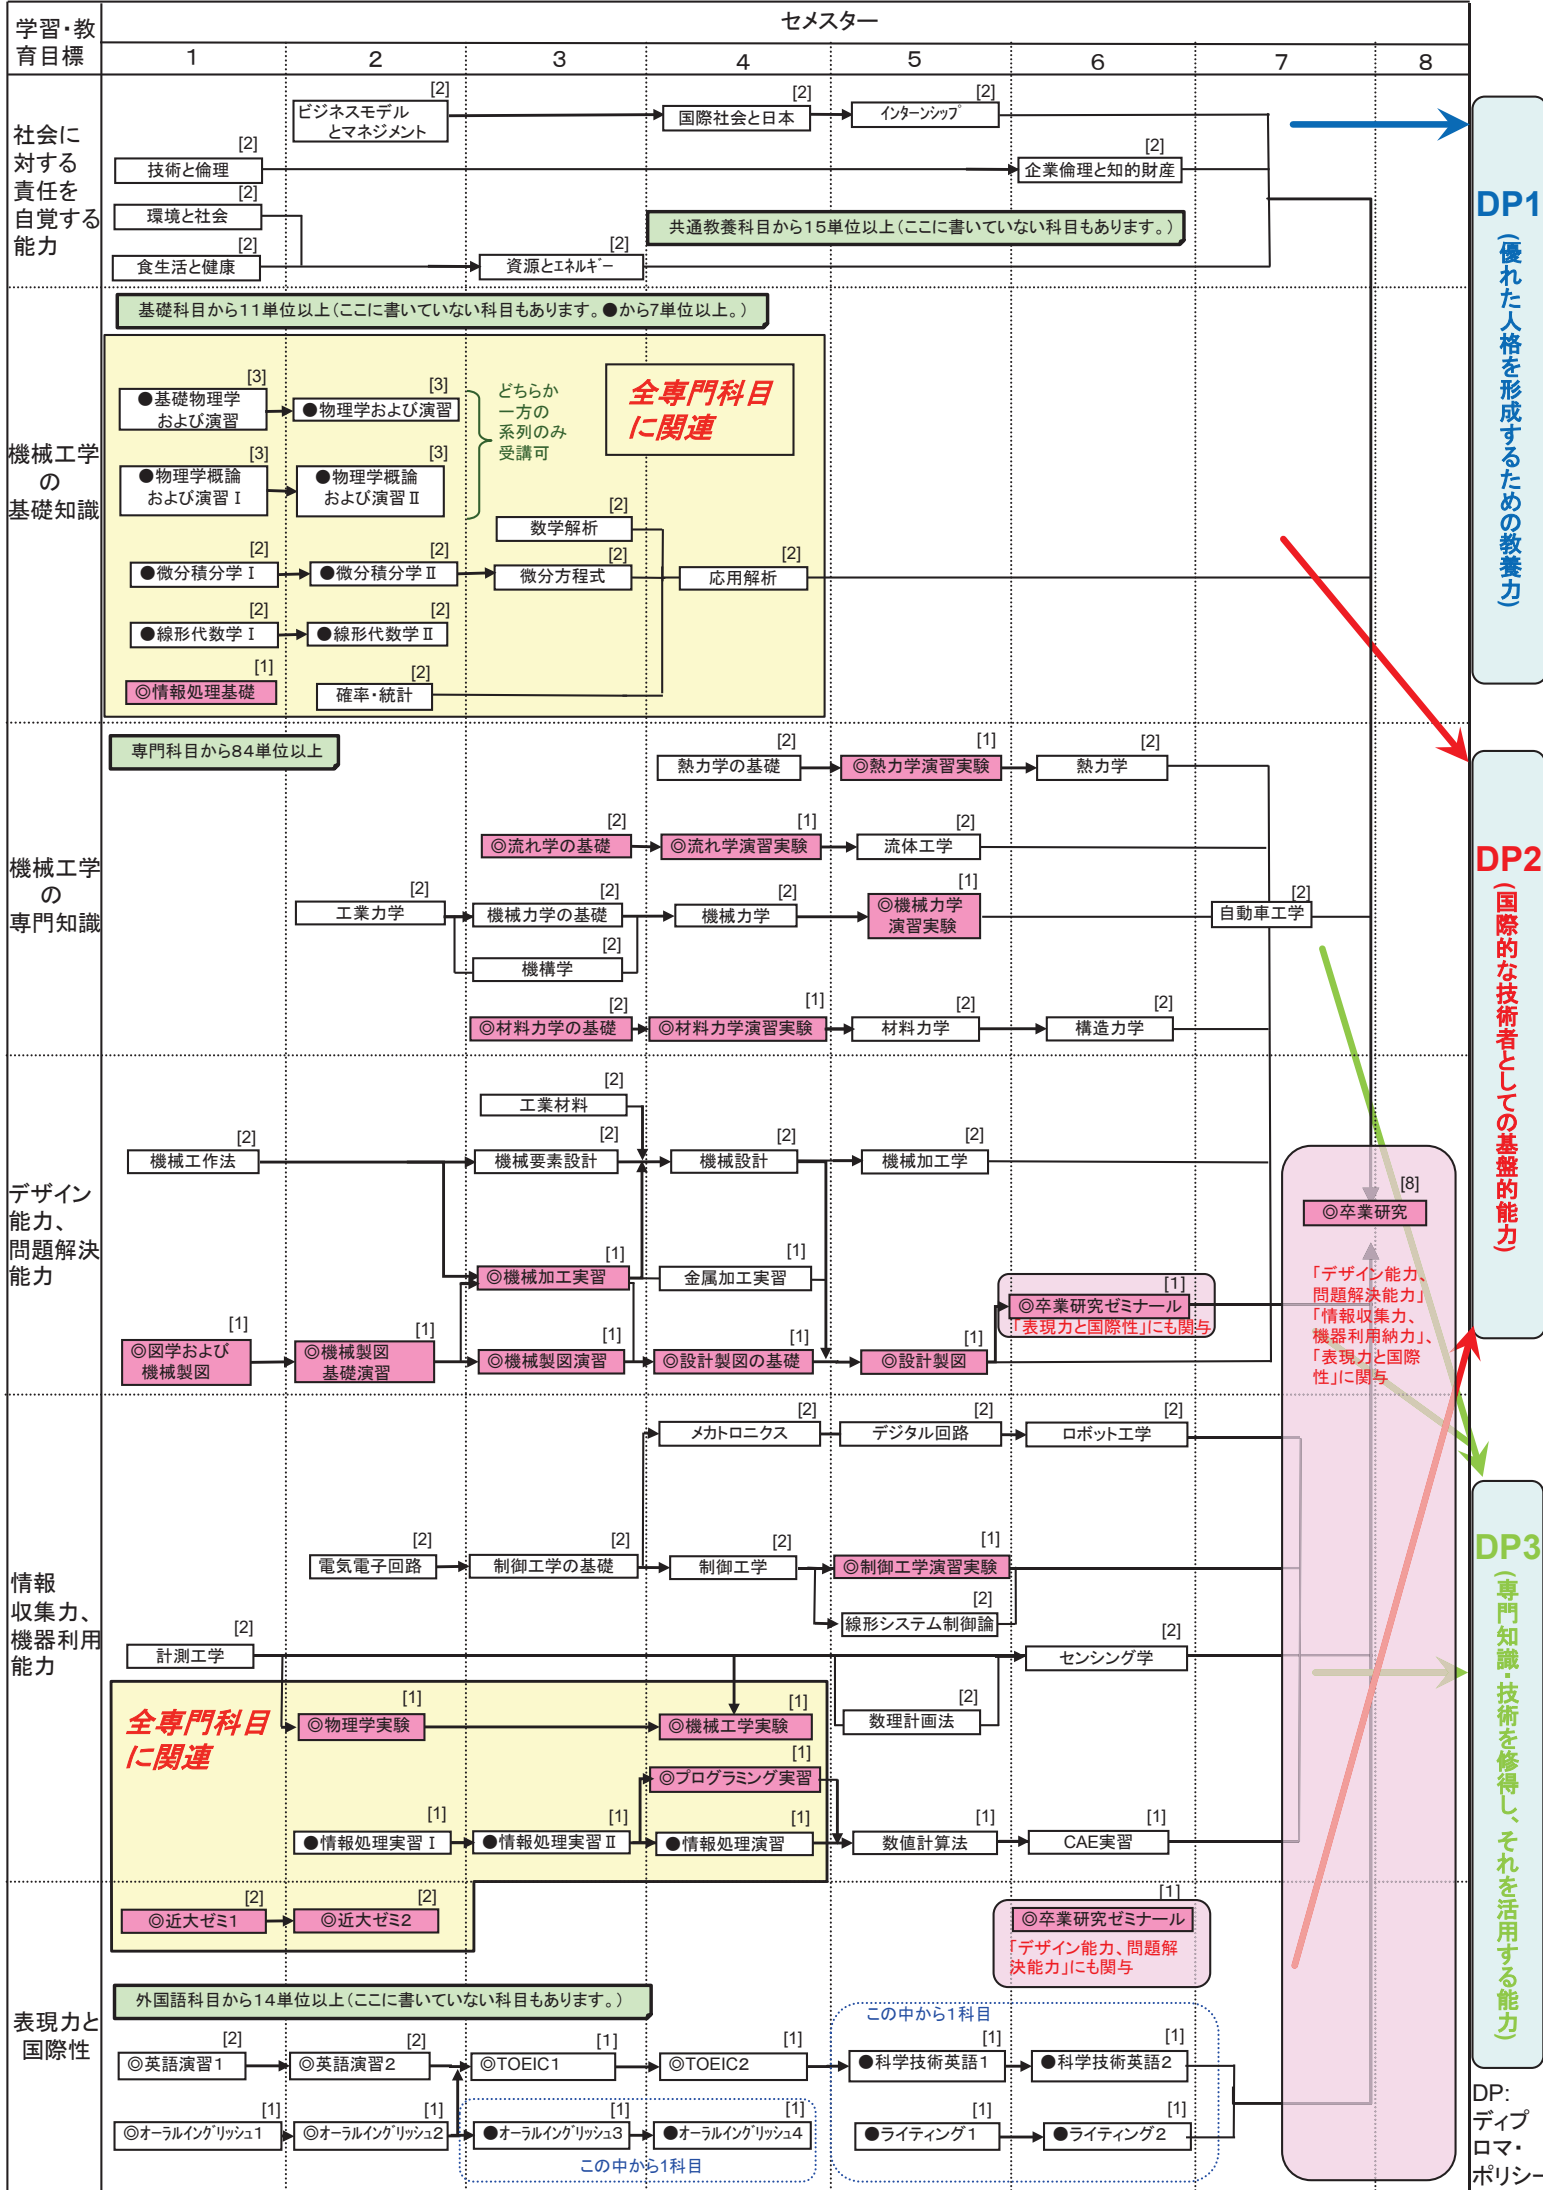 学習・教
育目標
セメスター
1
2
3
4
5
6
7
8
社会に
対する
責任を
自覚する
能力
[2]
ビジネスモデル
とマネジメント
[2]
国際社会と日本
[2]
インターンシップ
[2]
技術と倫理
[2]
企業倫理と知的財産
[2]
環境と社会
共通教養科目から15単位以上(ここに書いていない科目もあります。)
[2]
食生活と健康
[2]
資源とエネルギー
機械工学
の
基礎知識
基礎科目から11単位以上(ここに書いていない科目もあります。●から7単位以上。)
[3]
●基礎物理学
および演習
[3]
●物理学および演習
どちらか
一方の
系列のみ
受講可
全専門科目
に関連
[3]
●物理学概論
および演習Ⅰ
[3]
●物理学概論
および演習Ⅱ
[2]
数学解析
[2]
●微分積分学Ⅰ
[2]
●微分積分学Ⅱ
[2]
微分方程式
[2]
応用解析
[2]
●線形代数学Ⅰ
[2]
●線形代数学Ⅱ
[1]
◎情報処理基礎
[2]
確率・統計
機械工学
の
専門知識
専門科目から84単位以上
[2]
熱力学の基礎
[1]
◎熱力学演習実験
[2]
熱力学
[2]
◎流れ学の基礎
[1]
◎流れ学演習実験
[2]
流体工学
[2]
工業力学
[2]
機械力学の基礎
[2]
機械力学
[1]
◎機械力学
演習実験
[2]
自動車工学
[2]
機構学
[2]
◎材料力学の基礎
[1]
◎材料力学演習実験
[2]
材料力学
[2]
構造力学
デザイン
能力、
問題解決
能力
[2]
工業材料
[2]
機械工作法
[2]
機械要素設計
[2]
機械設計
[2]
機械加工学
[8]
◎卒業研究
[1]
◎機械加工実習
[1]
金属加工実習
[1]
◎卒業研究ゼミナール
「表現力と国際性」にも関与
「デザイン能力、
問題解決能力」
「情報収集力、
機器利用納力」、
「表現力と国際
性」に関与
[1]
◎図学および
機械製図
[1]
◎機械製図
基礎演習
[1]
◎機械製図演習
[1]
◎設計製図の基礎
[1]
◎設計製図
情報
収集力、
機器利用
能力
[2]
メカトロニクス
[2]
デジタル回路
[2]
ロボット工学
[2]
電気電子回路
[2]
制御工学の基礎
[2]
制御工学
[1]
◎制御工学演習実験
[2]
線形システム制御論
[2]
計測工学
[2]
センシング学
全専門科目
に関連
[1]
◎物理学実験
[1]
◎機械工学実験
[2]
数理計画法
[1]
◎プログラミング実習
[1]
●情報処理実習Ⅰ
[1]
●情報処理実習Ⅱ
[1]
●情報処理演習
[1]
数値計算法
[1]
CAE実習
表現力と
国際性
[2]
◎近大ゼミ1
[2]
◎近大ゼミ2
[1]
◎卒業研究ゼミナール
「デザイン能力、問題解
決能力」にも関与
外国語科目から14単位以上(ここに書いていない科目もあります。)
この中から1科目
[2]
◎英語演習1
[2]
◎英語演習2
[1]
◎TOEIC1
[1]
◎TOEIC2
[1]
●科学技術英語1
[1]
●科学技術英語2
[1]
◎オーラルイングリッシュ1
[1]
◎オーラルイングリッシュ2
[1]
●オーラルイングリッシュ3
[1]
●オーラルイングリッシュ4
[1]
●ライティング1
[1]
●ライティング2
この中から1科目
DP1
(優れた人格を形成するための教養力)
DP2
(国際的な技術者としての基盤的能力)
DP3
(専門知識・技術を修得し、それを活用する能力)
DP:
ディプ
ロマ・
ポリシー